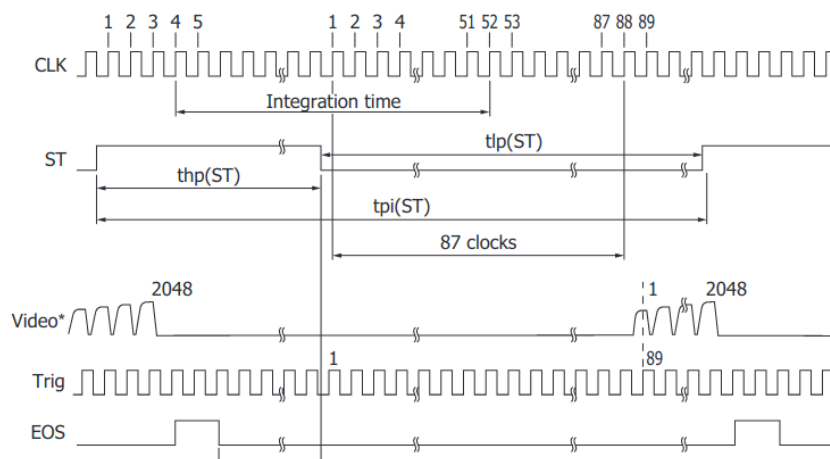 1 2 3 4 5 1 2 3 4 51 52 53 87 88 89
CLK
Integration time
ST
tlp(ST)
thp(ST)
tpi(ST)
87 clocks
2048 1 2048
Video*
1 89
Trig
EOS